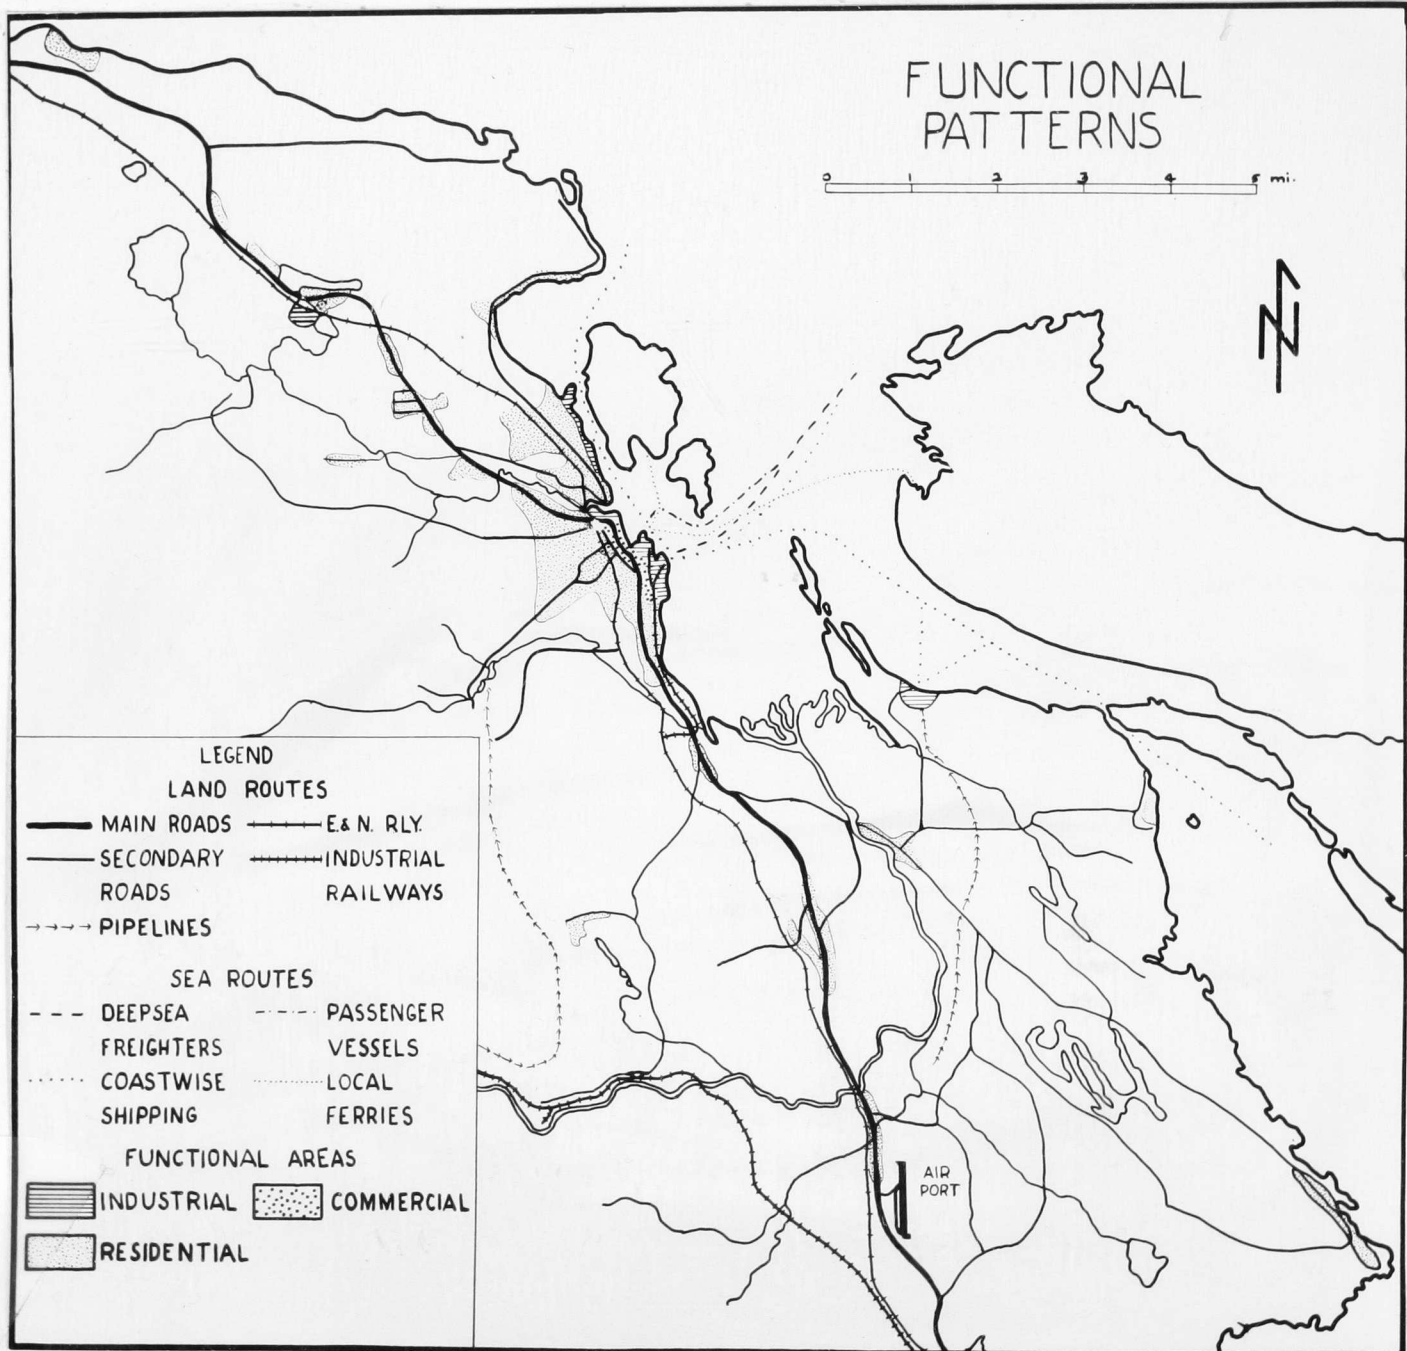 FUNCTIONAL
PATTERNS
0 1 2 3 4 5 mi.
N
AIR
PORT
LEGEND
LAND ROUTES
MAIN ROADS E.& N. RLY.
SECONDARY INDUSTRIAL
ROADS RAILWAYS
PIPELINES
SEA ROUTES
DEEPSEA PASSENGER
FREIGHTERS VESSELS
COASTWISE LOCAL
SHIPPING FERRIES
FUNCTIONAL AREAS
INDUSTRIAL COMMERCIAL
RESIDENTIAL